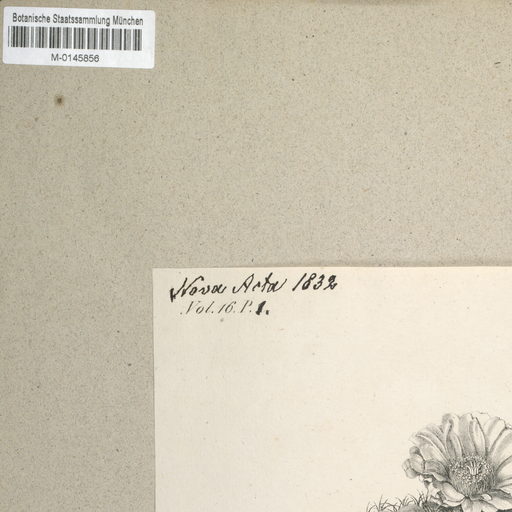 Botanische Staatssammlung München
M-0145856
Nova Acta 1832
Vol. 16. P. 1.